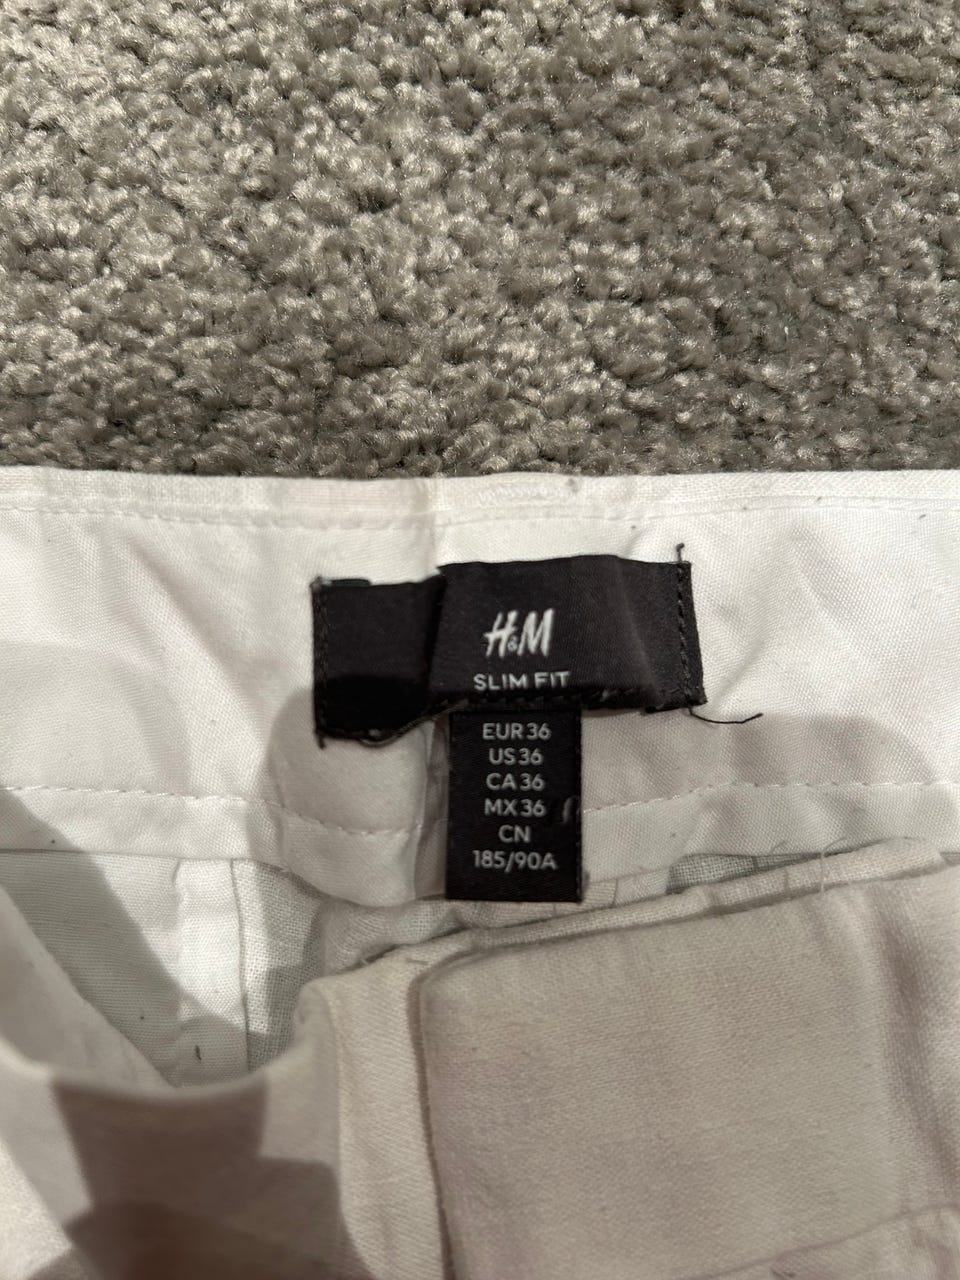 H&M
SLIM FIT
EUR 36
US 36
CA 36
MX 36
CN
185/90A